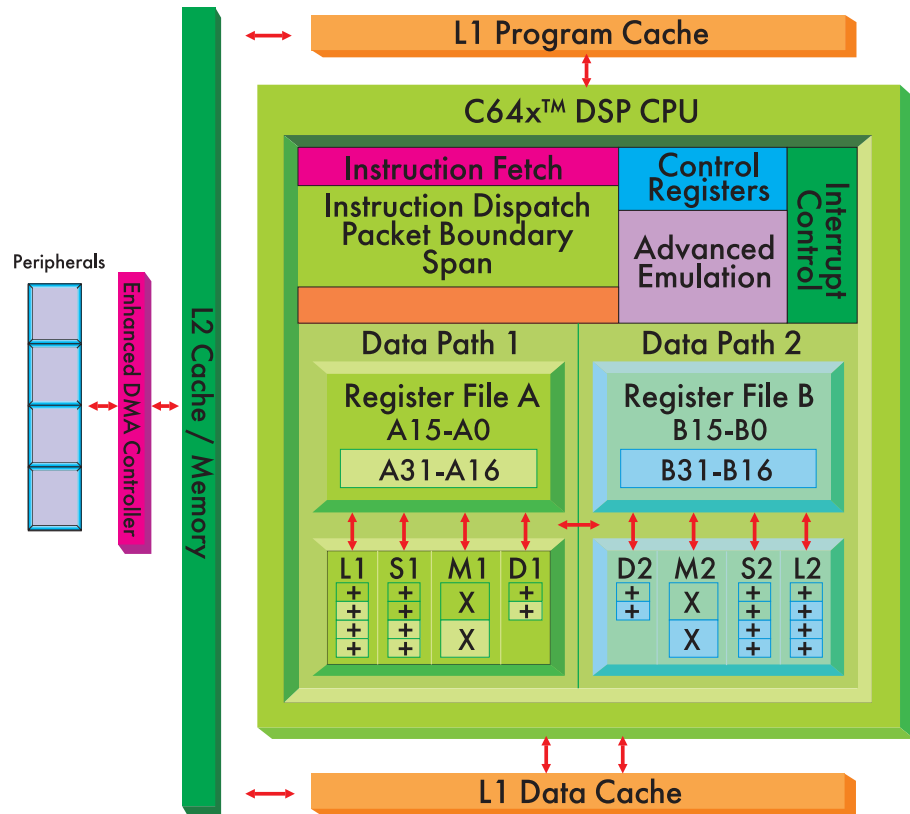 L1 Program Cache
C64x™ DSP CPU
Instruction Fetch
Instruction Dispatch
Packet Boundary
Span
Control
Registers
Advanced
Emulation
Interrupt
Control
Peripherals
Enhanced DMA Controller
L2 Cache / Memory
Data Path 1
Register File A
A15-A0
A31-A16
Data Path 2
Register File B
B15-B0
B31-B16
L1 S1 M1 D1
+ + X +
+ + +
+ + X
+ +
D2 M2 S2 L2
+ X + +
+ + +
X + +
+ +
L1 Data Cache